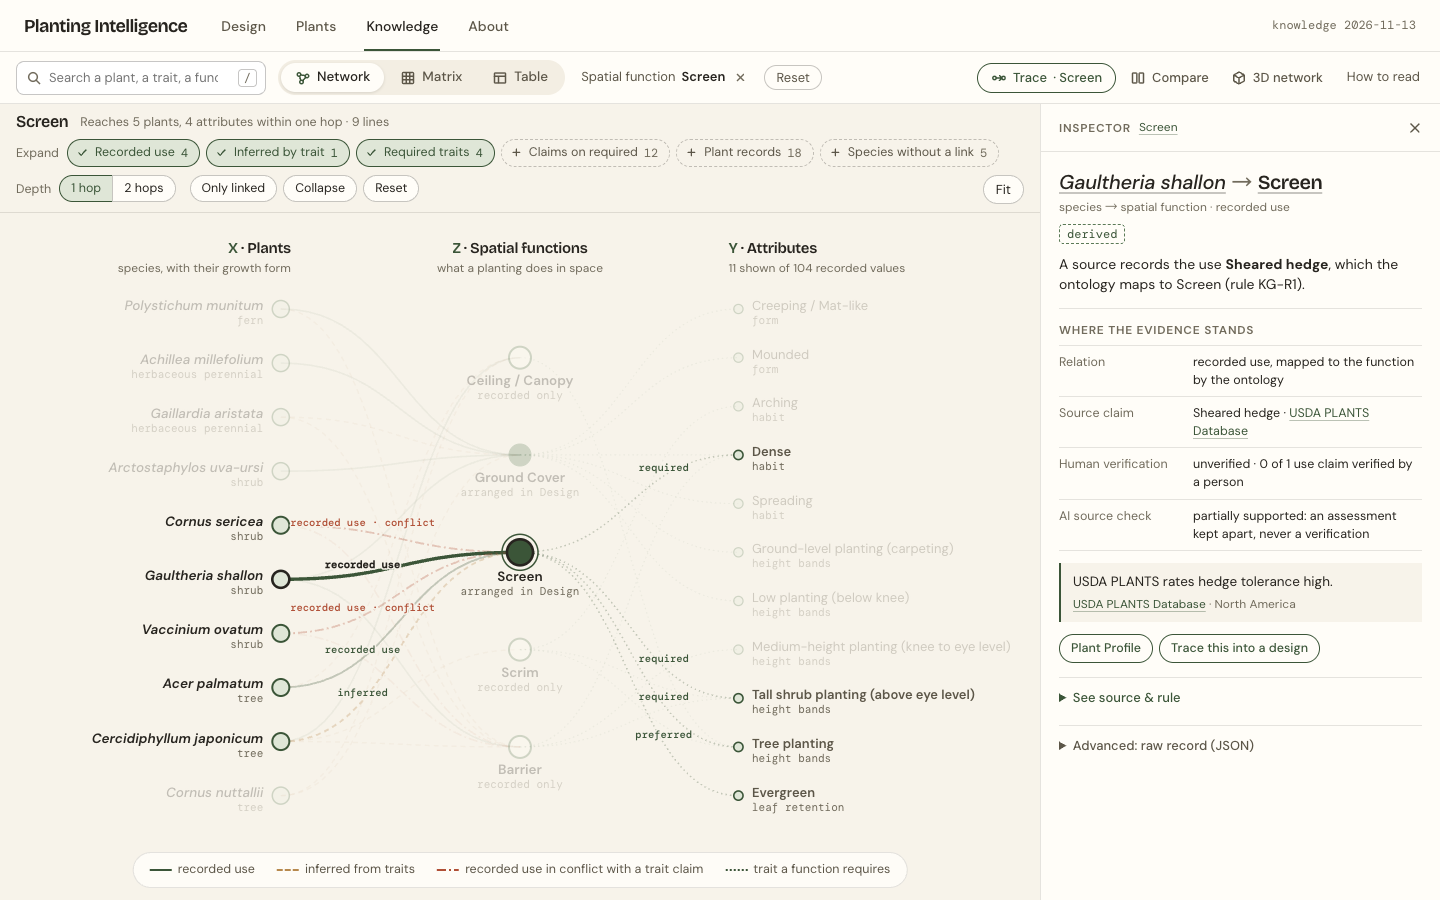 Planting Intelligence
Design
Plants
Knowledge
About
knowledge 2026-11-13
Search a plant, a trait, a func
/
Network
Matrix
Table
Spatial function Screen ×
Reset
Trace · Screen
Compare
3D network
How to read
Screen
Reaches 5 plants, 4 attributes within one hop · 9 lines
Expand
Recorded use 4
Inferred by trait 1
Required traits 4
+ Claims on required 12
+ Plant records 18
+ Species without a link 5
Depth
1 hop
2 hops
Only linked
Collapse
Reset
Fit
X · Plants
species, with their growth form
Z · Spatial functions
what a planting does in space
Y · Attributes
11 shown of 104 recorded values
Polystichum munitum
fern
Achillea millefolium
herbaceous perennial
Gaillardia aristata
herbaceous perennial
Arctostaphylos uva-ursi
shrub
Cornus sericea
shrub
Gaultheria shallon
shrub
Vaccinium ovatum
shrub
Acer palmatum
tree
Cercidiphyllum japonicum
tree
Cornus nuttallii
tree
recorded use · conflict
recorded use
recorded use · conflict
recorded use
inferred
Ceiling / Canopy
recorded only
Ground Cover
arranged in Design
Screen
arranged in Design
Scrim
recorded only
Barrier
recorded only
required
required
required
preferred
Creeping / Mat-like
form
Mounded
form
Arching
habit
Dense
habit
Spreading
habit
Ground-level planting (carpeting)
height bands
Low planting (below knee)
height bands
Medium-height planting (knee to eye level)
height bands
Tall shrub planting (above eye level)
height bands
Tree planting
height bands
Evergreen
leaf retention
recorded use
inferred from traits
recorded use in conflict with a trait claim
trait a function requires
INSPECTOR Screen
×
Gaultheria shallon → Screen
species → spatial function · recorded use
derived
A source records the use Sheared hedge, which the
ontology maps to Screen (rule KG-R1).
WHERE THE EVIDENCE STANDS
Relation
recorded use, mapped to the function
by the ontology
Source claim
Sheared hedge · USDA PLANTS
Database
Human verification
unverified · 0 of 1 use claim verified by
a person
AI source check
partially supported: an assessment
kept apart, never a verification
USDA PLANTS rates hedge tolerance high.
USDA PLANTS Database · North America
Plant Profile
Trace this into a design
See source & rule
Advanced: raw record (JSON)